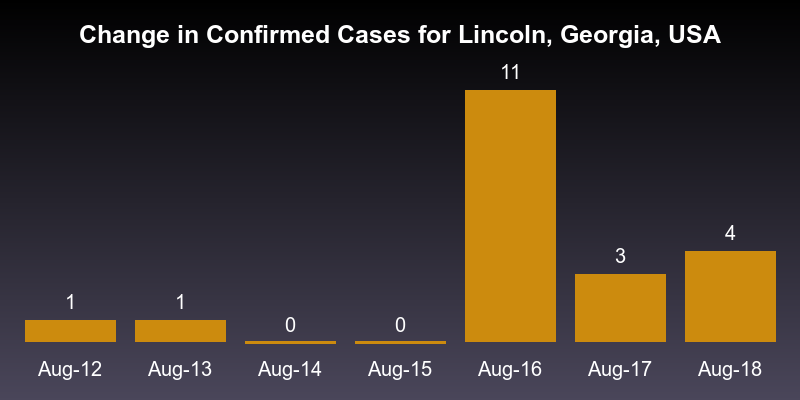 Change in Confirmed Cases for Lincoln, Georgia, USA
11
4
3
1 1
0 0
Aug-12 Aug-13 Aug-14 Aug-15 Aug-16 Aug-17 Aug-18